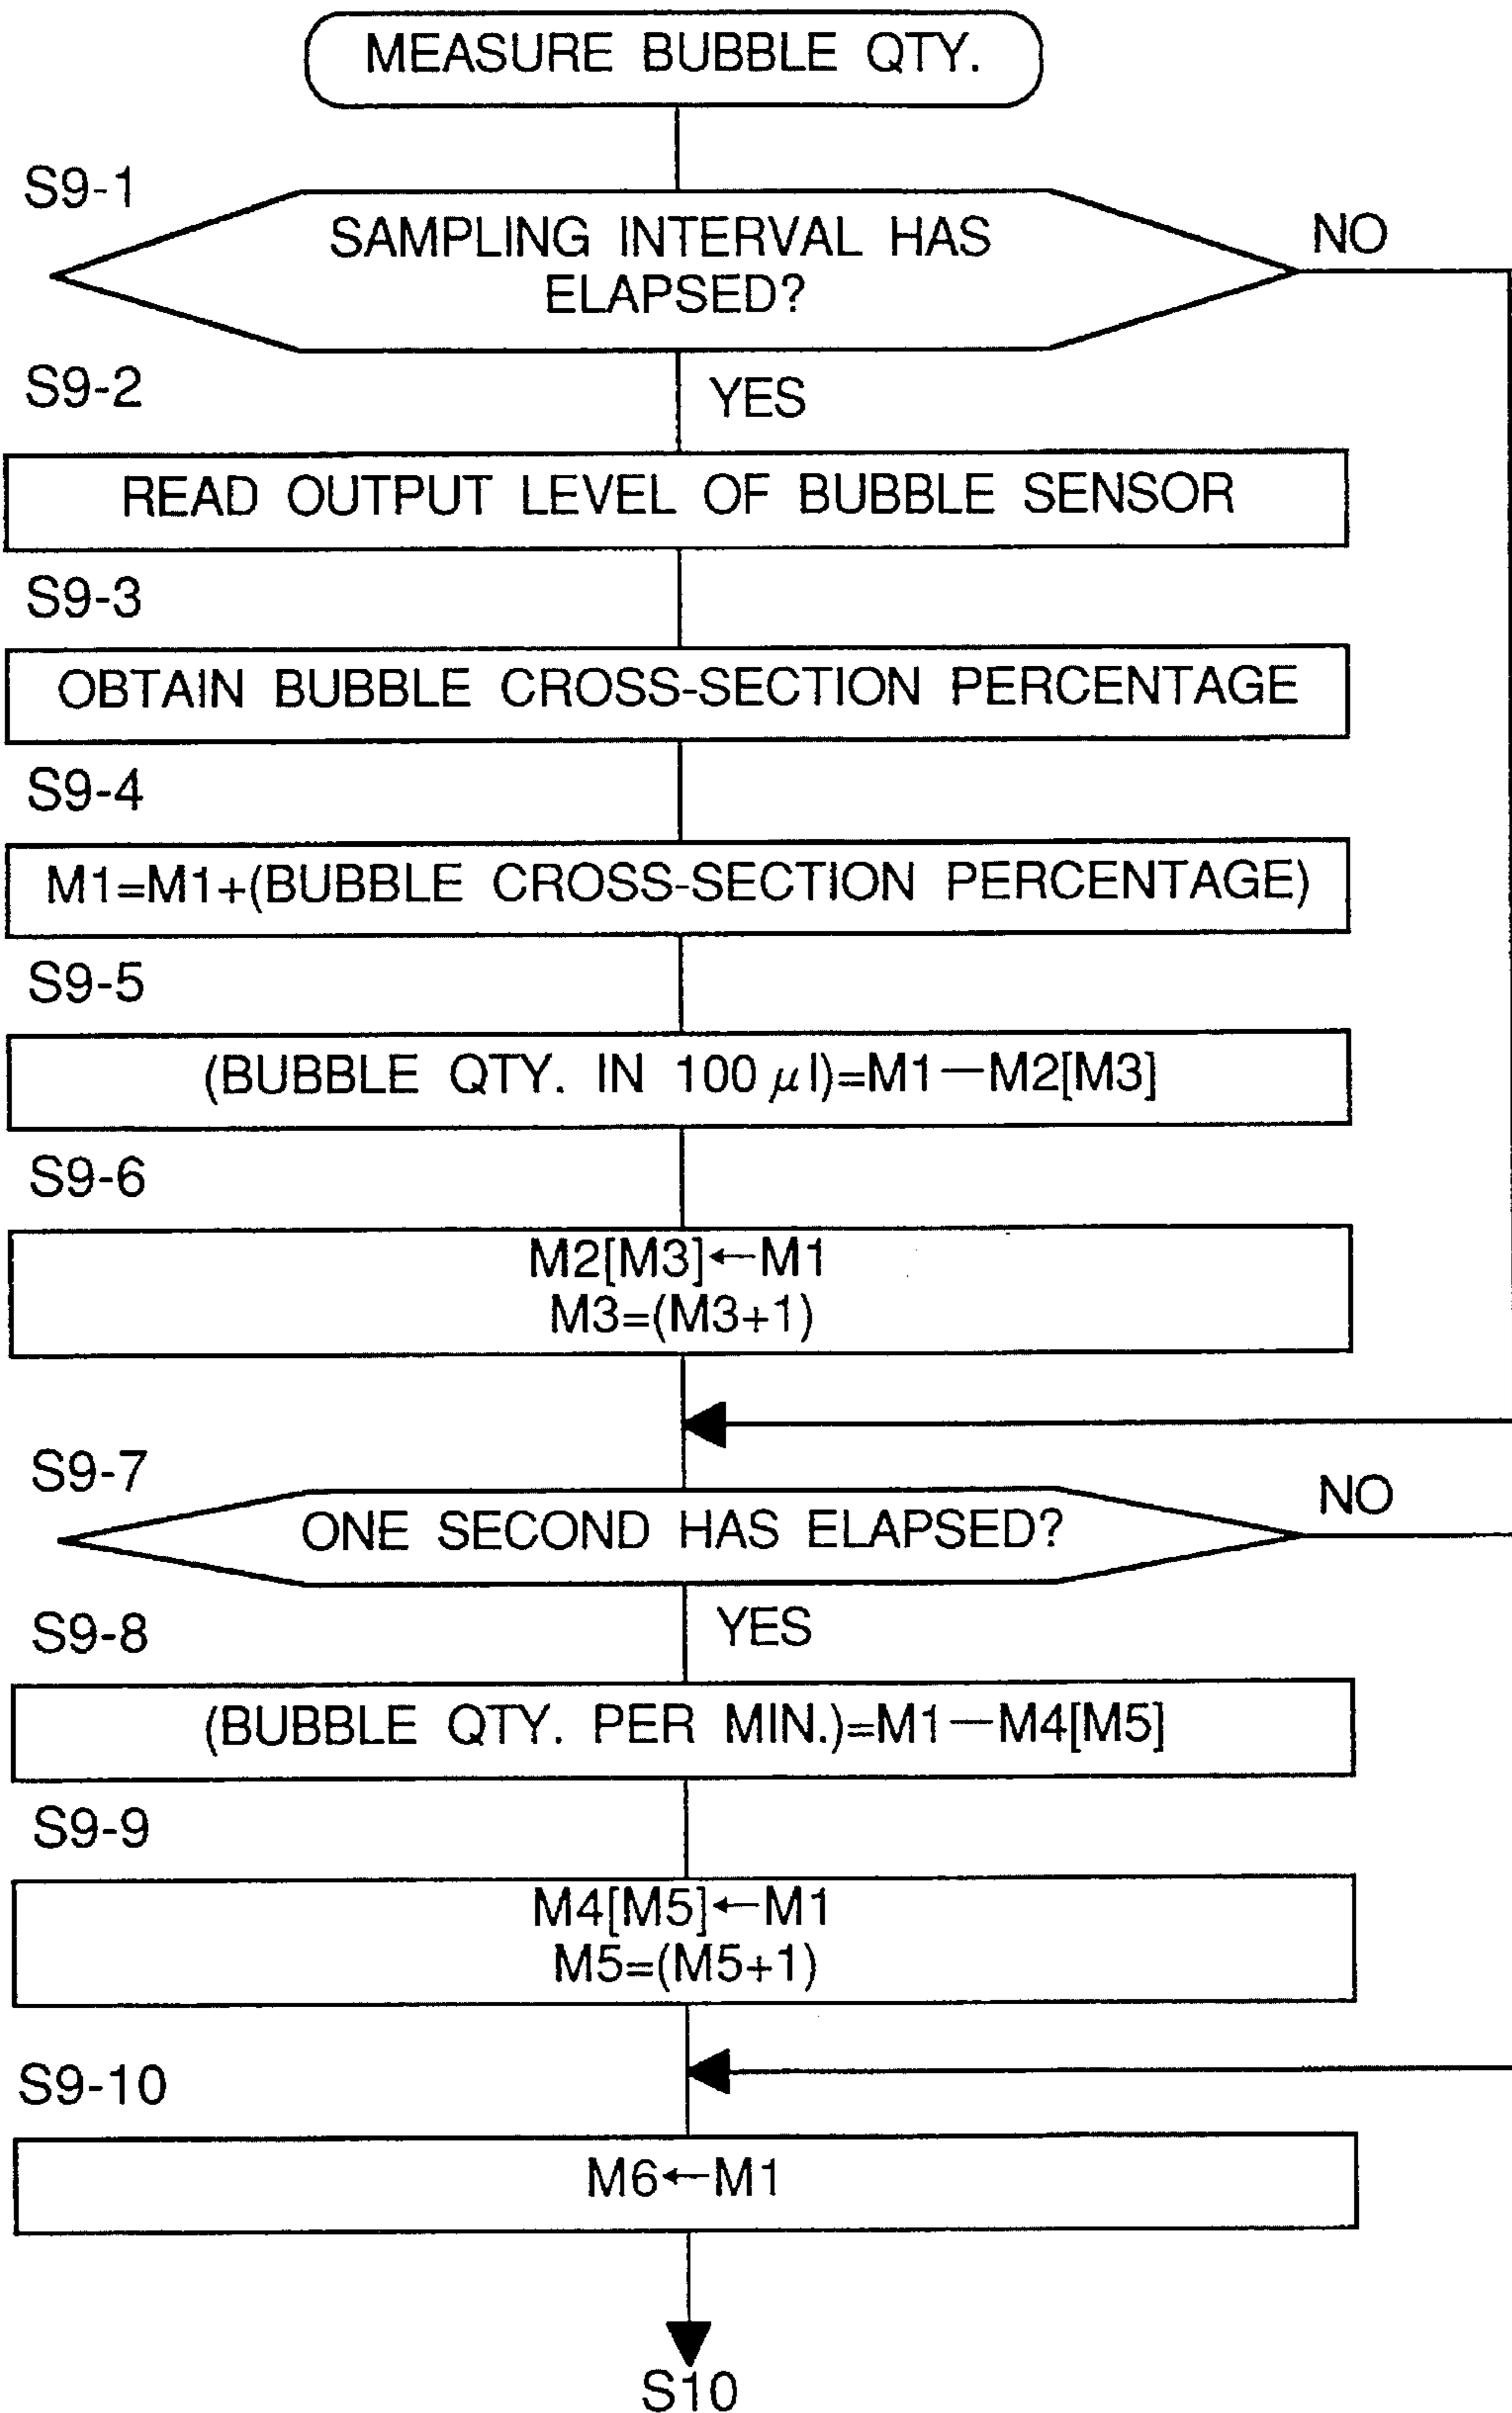 MEASURE BUBBLE QTY.
S9-1
SAMPLING INTERVAL HAS
ELAPSED?
NO
S9-2
YES
READ OUTPUT LEVEL OF BUBBLE SENSOR
S9-3
OBTAIN BUBBLE CROSS-SECTION PERCENTAGE
S9-4
M1=M1+(BUBBLE CROSS-SECTION PERCENTAGE)
S9-5
(BUBBLE QTY. IN 100 μl)=M1—M2[M3]
S9-6
M2[M3]←M1
M3=(M3+1)
S9-7
ONE SECOND HAS ELAPSED?
NO
S9-8
YES
(BUBBLE QTY. PER MIN.)=M1—M4[M5]
S9-9
M4[M5]←M1
M5=(M5+1)
S9-10
M6←M1
S10